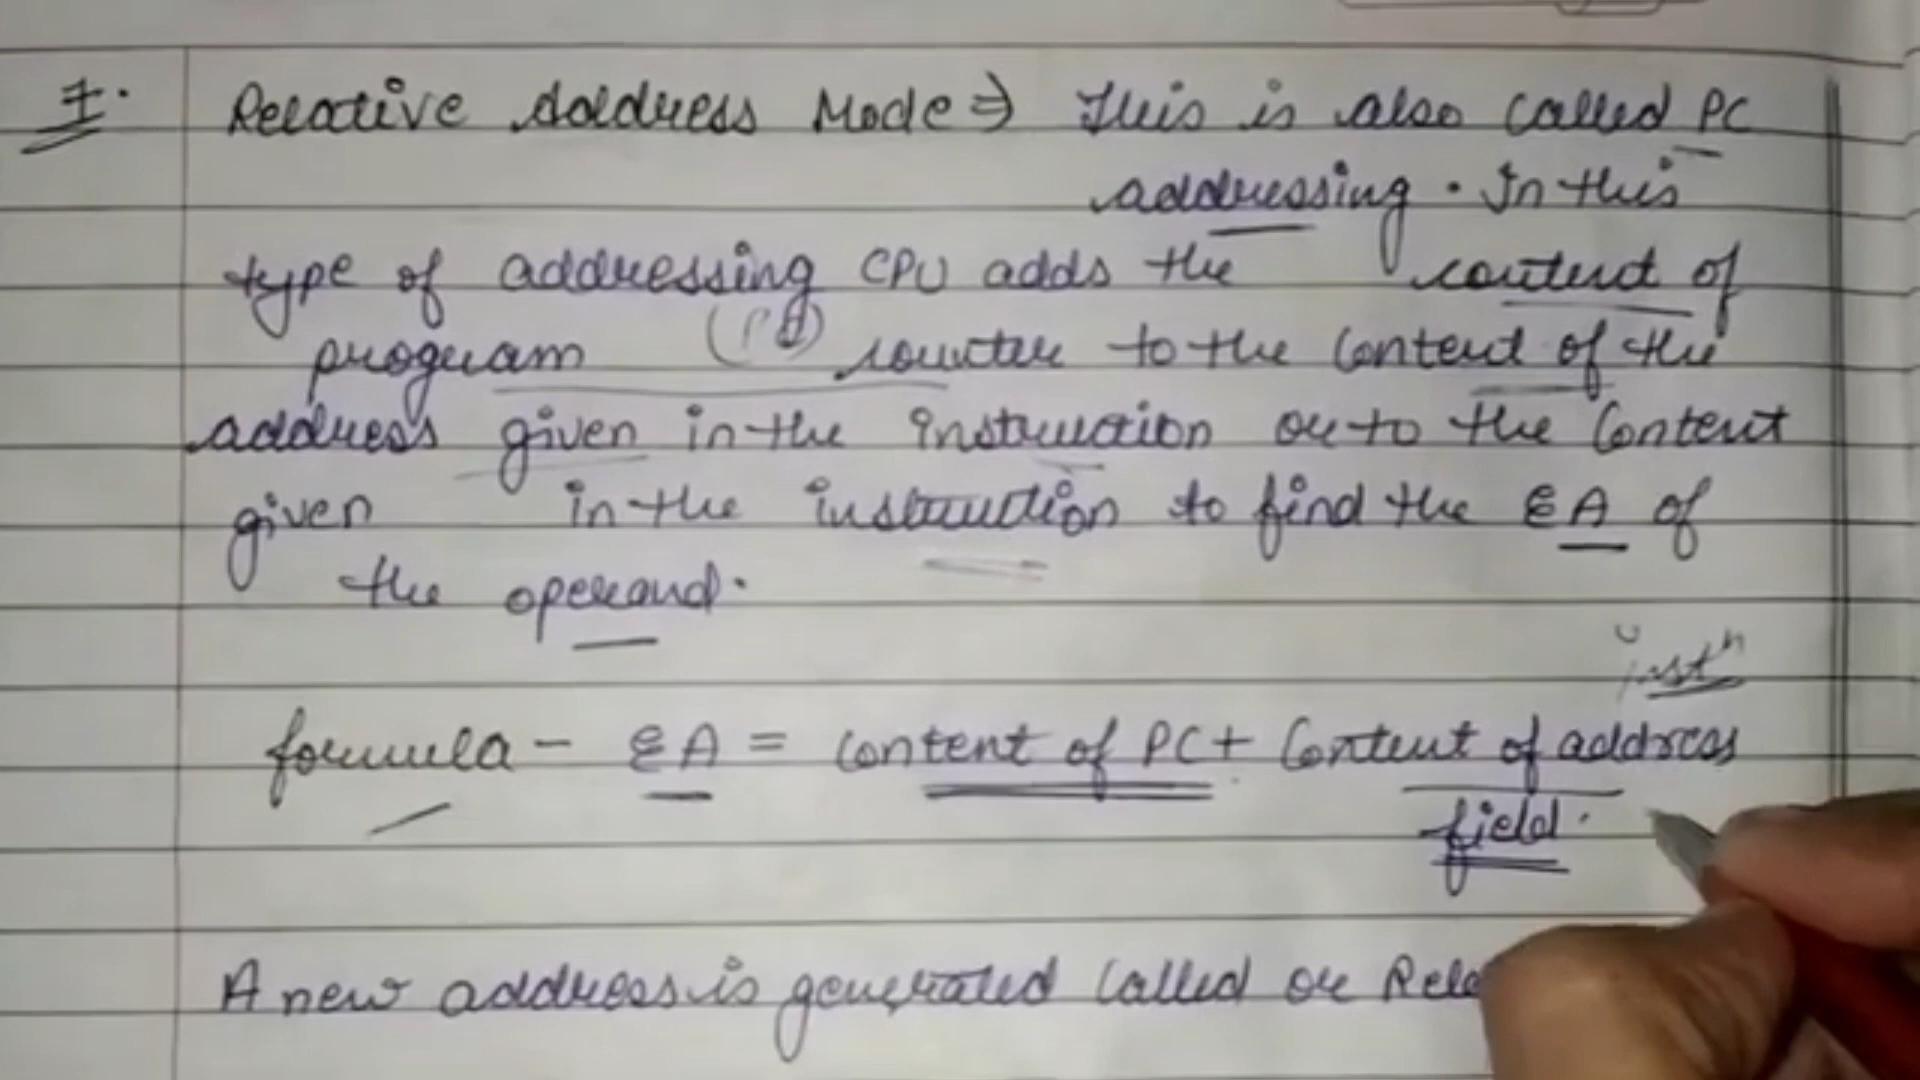 7. Relative Address Mode ⇒ This is also called PC
addressing. In this
type of addressing CPU adds the content of
program counter to the content of the
address given in the instruction or to the content
given in the instruction to find the EA of
the operand.
instn
formula - EA = Content of PC + Content of address
field.
A new address is generated called or